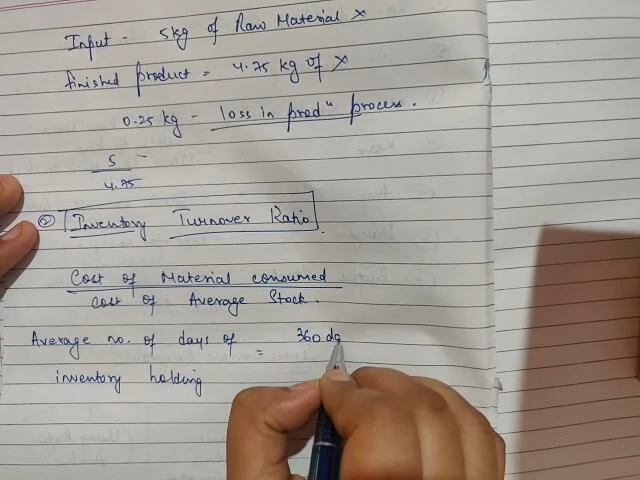 Input - 5kg of Raw Material X
finished product = 4.75 kg of X
0.25 kg - loss in prodn process.
5 -
4.75
② Inventory Turnover Ratio.
Cost of Material consumed
cost of Average Stock.
Average no. of days of = 360 da
inventory holding